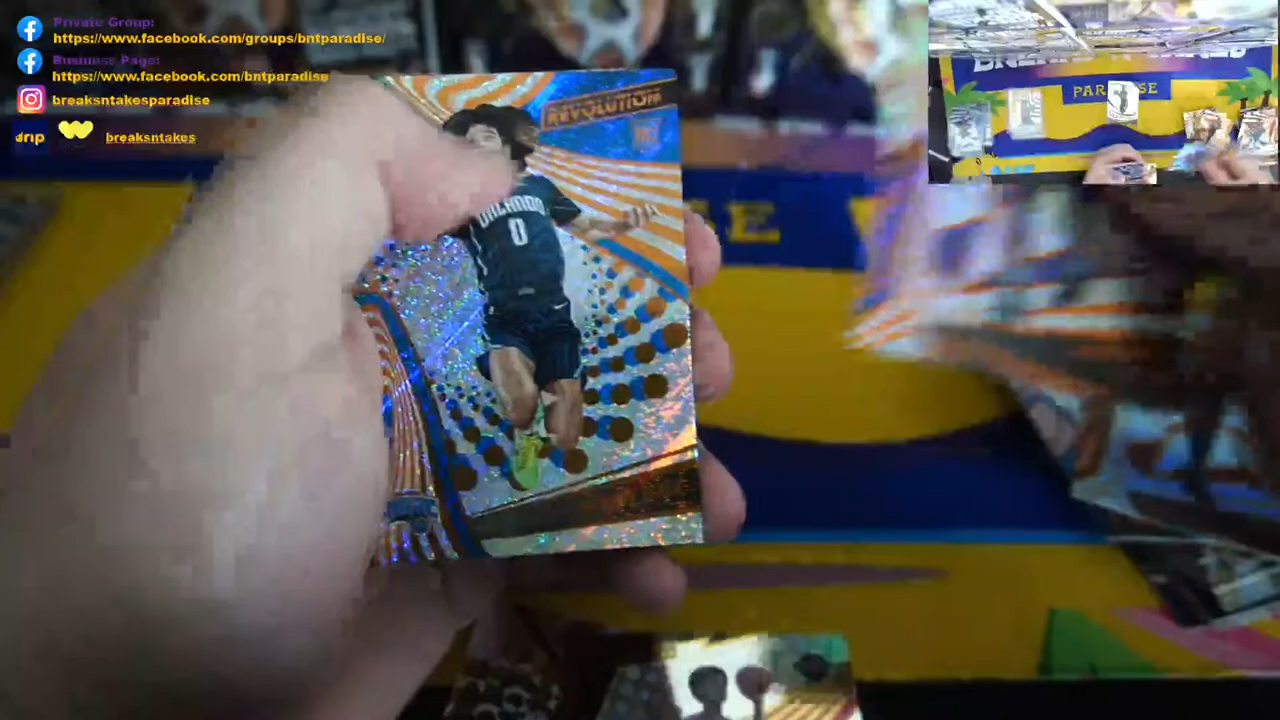 Private Group:
https://www.facebook.com/groups/bntparadise/
Business Page:
https://www.facebook.com/bntparadise
breaksntakesparadise
drip
breaksntakes
REVOLUTION
RC
ORLANDO
0
PARADISE